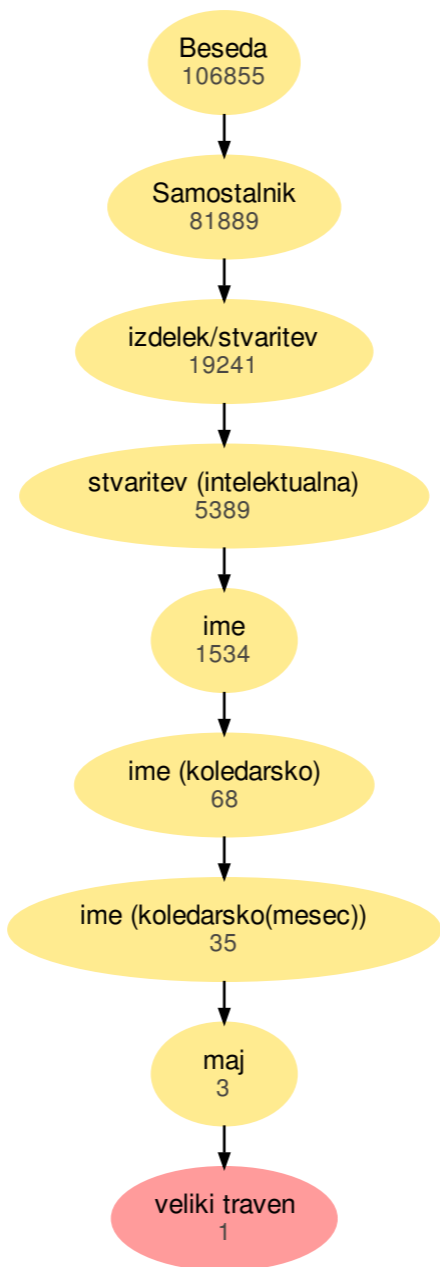 Beseda
106855
Samostalnik
81889
izdelek/stvaritev
19241
stvaritev (intelektualna)
5389
ime
1534
ime (koledarsko)
68
ime (koledarsko(mesec))
35
maj
3
veliki traven
1